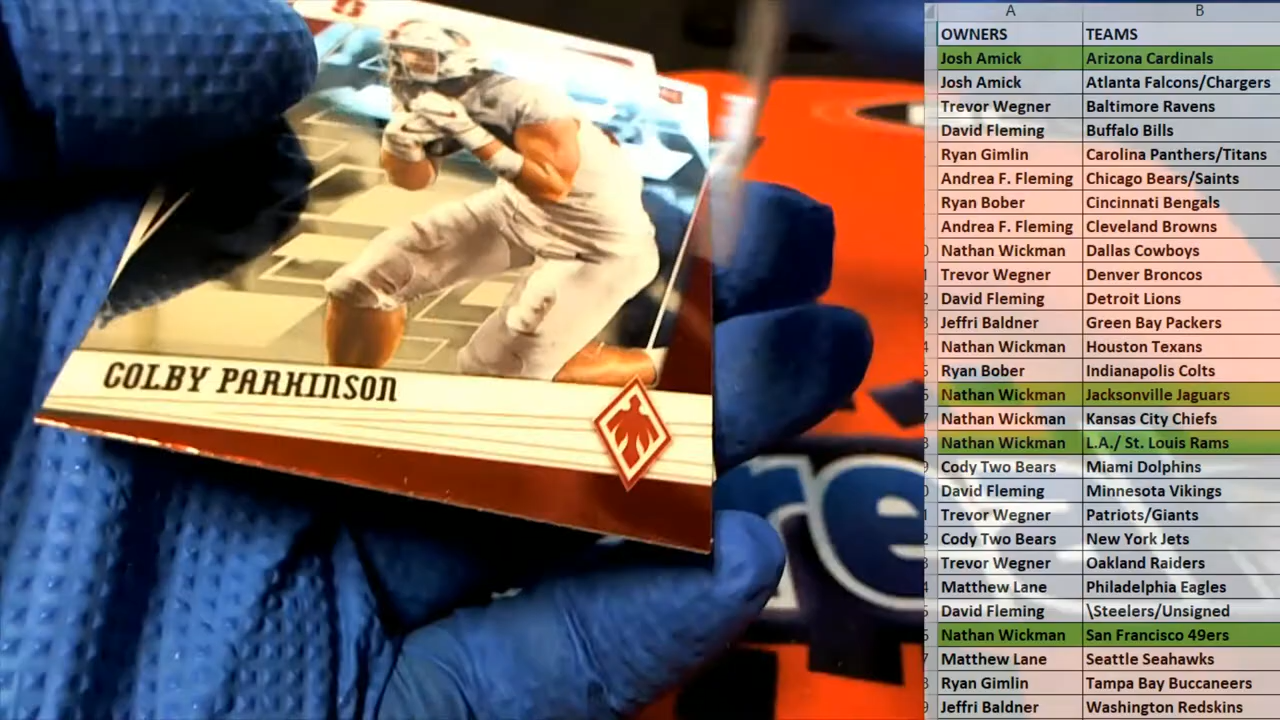 COLBY PARKINSON
re
A B
OWNERS TEAMS
Josh Amick Arizona Cardinals
Josh Amick Atlanta Falcons/Chargers
Trevor Wegner Baltimore Ravens
David Fleming Buffalo Bills
Ryan Gimlin Carolina Panthers/Titans
Andrea F. Fleming Chicago Bears/Saints
Ryan Bober Cincinnati Bengals
Andrea F. Fleming Cleveland Browns
Nathan Wickman Dallas Cowboys
Trevor Wegner Denver Broncos
David Fleming Detroit Lions
Jeffri Baldner Green Bay Packers
Nathan Wickman Houston Texans
Ryan Bober Indianapolis Colts
Nathan Wickman Jacksonville Jaguars
Nathan Wickman Kansas City Chiefs
Nathan Wickman L.A./ St. Louis Rams
Cody Two Bears Miami Dolphins
David Fleming Minnesota Vikings
Trevor Wegner Patriots/Giants
Cody Two Bears New York Jets
Trevor Wegner Oakland Raiders
Matthew Lane Philadelphia Eagles
David Fleming \Steelers/Unsigned
Nathan Wickman San Francisco 49ers
Matthew Lane Seattle Seahawks
Ryan Gimlin Tampa Bay Buccaneers
Jeffri Baldner Washington Redskins